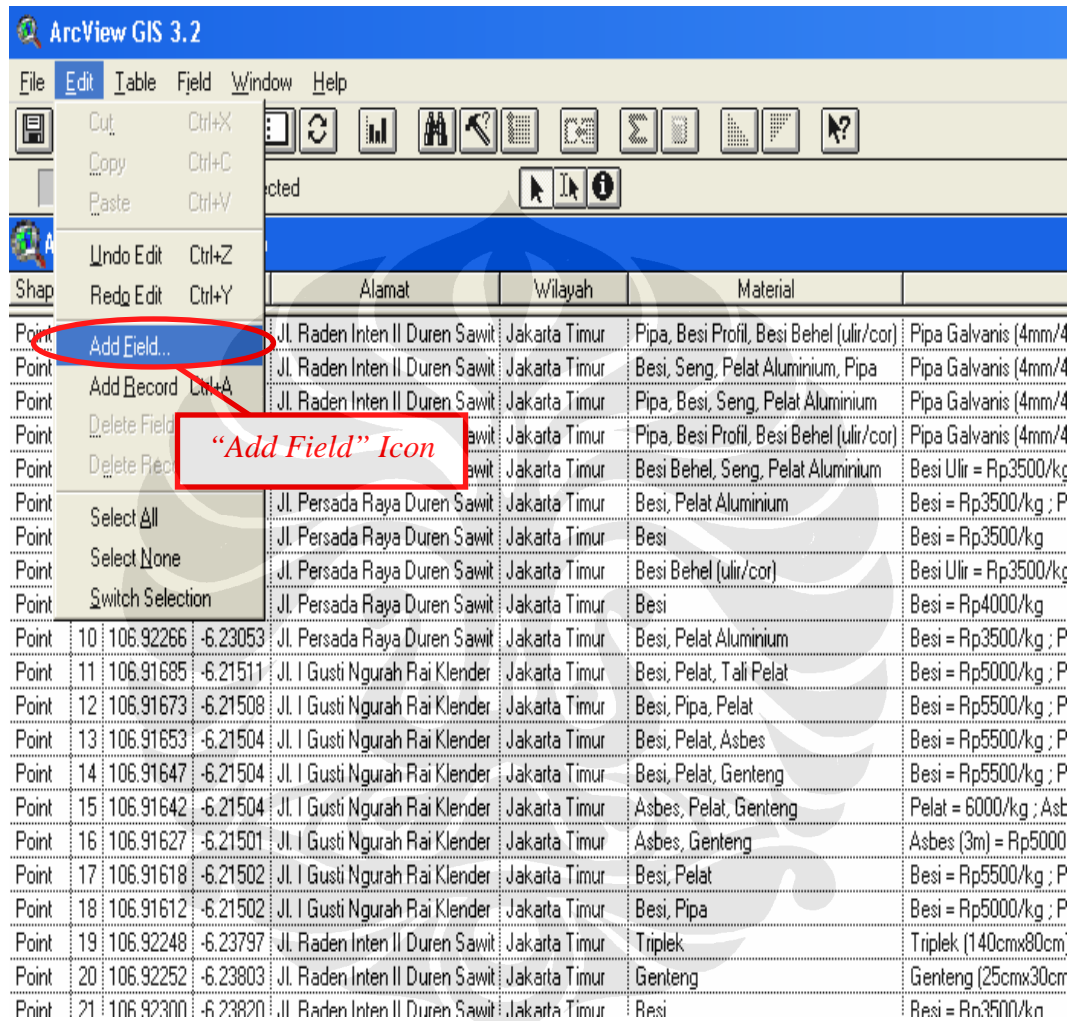 ArcView GIS 3.2
File Edit Table Field Window Help
Cut Ctrl+X
Copy Ctrl+C
Paste Ctrl+V
Undo Edit Ctrl+Z
Redo Edit Ctrl+Y
Add Field...
Add Record Ctrl+A
Delete Field
Select All
Select None
Switch Selection
"Add Field" Icon
Alamat Wilayah Material
Jl. Raden Inten II Duren Sawit Jakarta Timur Pipa, Besi Profil, Besi Behel (ulir/cor) Pipa Galvanis (4mm/4
Point Jl. Raden Inten II Duren Sawit Jakarta Timur Besi, Seng, Pelat Aluminium, Pipa Pipa Galvanis (4mm/4
Point Jl. Raden Inten II Duren Sawit Jakarta Timur Pipa, Besi, Seng, Pelat Aluminium Pipa Galvanis (4mm/4
Point Jakarta Timur Pipa, Besi Profil, Besi Behel (ulir/cor) Pipa Galvanis (4mm/4
Point Jakarta Timur Besi Behel, Seng, Pelat Aluminium Besi Ulir = Rp3500/kg
Point Jl. Persada Raya Duren Sawit Jakarta Timur Besi, Pelat Aluminium Besi = Rp3500/kg ; P
Point Jl. Persada Raya Duren Sawit Jakarta Timur Besi Besi = Rp3500/kg
Point Jl. Persada Raya Duren Sawit Jakarta Timur Besi Behel (ulir/cor) Besi Ulir = Rp3500/kg
Point Jl. Persada Raya Duren Sawit Jakarta Timur Besi Besi = Rp4000/kg
Point 10 106.92266 -6.23053 Jl. Persada Raya Duren Sawit Jakarta Timur Besi, Pelat Aluminium Besi = Rp3500/kg ; P
Point 11 106.91685 -6.21511 Jl. I Gusti Ngurah Rai Klender Jakarta Timur Besi, Pelat, Tali Pelat Besi = Rp5000/kg ; P
Point 12 106.91673 -6.21508 Jl. I Gusti Ngurah Rai Klender Jakarta Timur Besi, Pipa, Pelat Besi = Rp5500/kg ; P
Point 13 106.91653 -6.21504 Jl. I Gusti Ngurah Rai Klender Jakarta Timur Besi, Pelat, Asbes Besi = Rp5500/kg ; P
Point 14 106.91647 -6.21504 Jl. I Gusti Ngurah Rai Klender Jakarta Timur Besi, Pelat, Genteng Besi = Rp5500/kg ; P
Point 15 106.91642 -6.21504 Jl. I Gusti Ngurah Rai Klender Jakarta Timur Asbes, Pelat, Genteng Pelat = 6000/kg ; Asb
Point 16 106.91627 -6.21501 Jl. I Gusti Ngurah Rai Klender Jakarta Timur Asbes, Genteng Asbes (3m) = Rp5000
Point 17 106.91618 -6.21502 Jl. I Gusti Ngurah Rai Klender Jakarta Timur Besi, Pelat Besi = Rp5500/kg ; P
Point 18 106.91612 -6.21502 Jl. I Gusti Ngurah Rai Klender Jakarta Timur Besi, Pipa Besi = Rp5000/kg ; P
Point 19 106.92248 -6.23797 Jl. Raden Inten II Duren Sawit Jakarta Timur Triplek Triplek (140cmx80cm)
Point 20 106.92252 -6.23803 Jl. Raden Inten II Duren Sawit Jakarta Timur Genteng Genteng (25cmx30cm
Point 21 106.92300 -6.23820 Jl. Raden Inten II Duren Sawit Jakarta Timur Besi Besi = Rp3500/kg